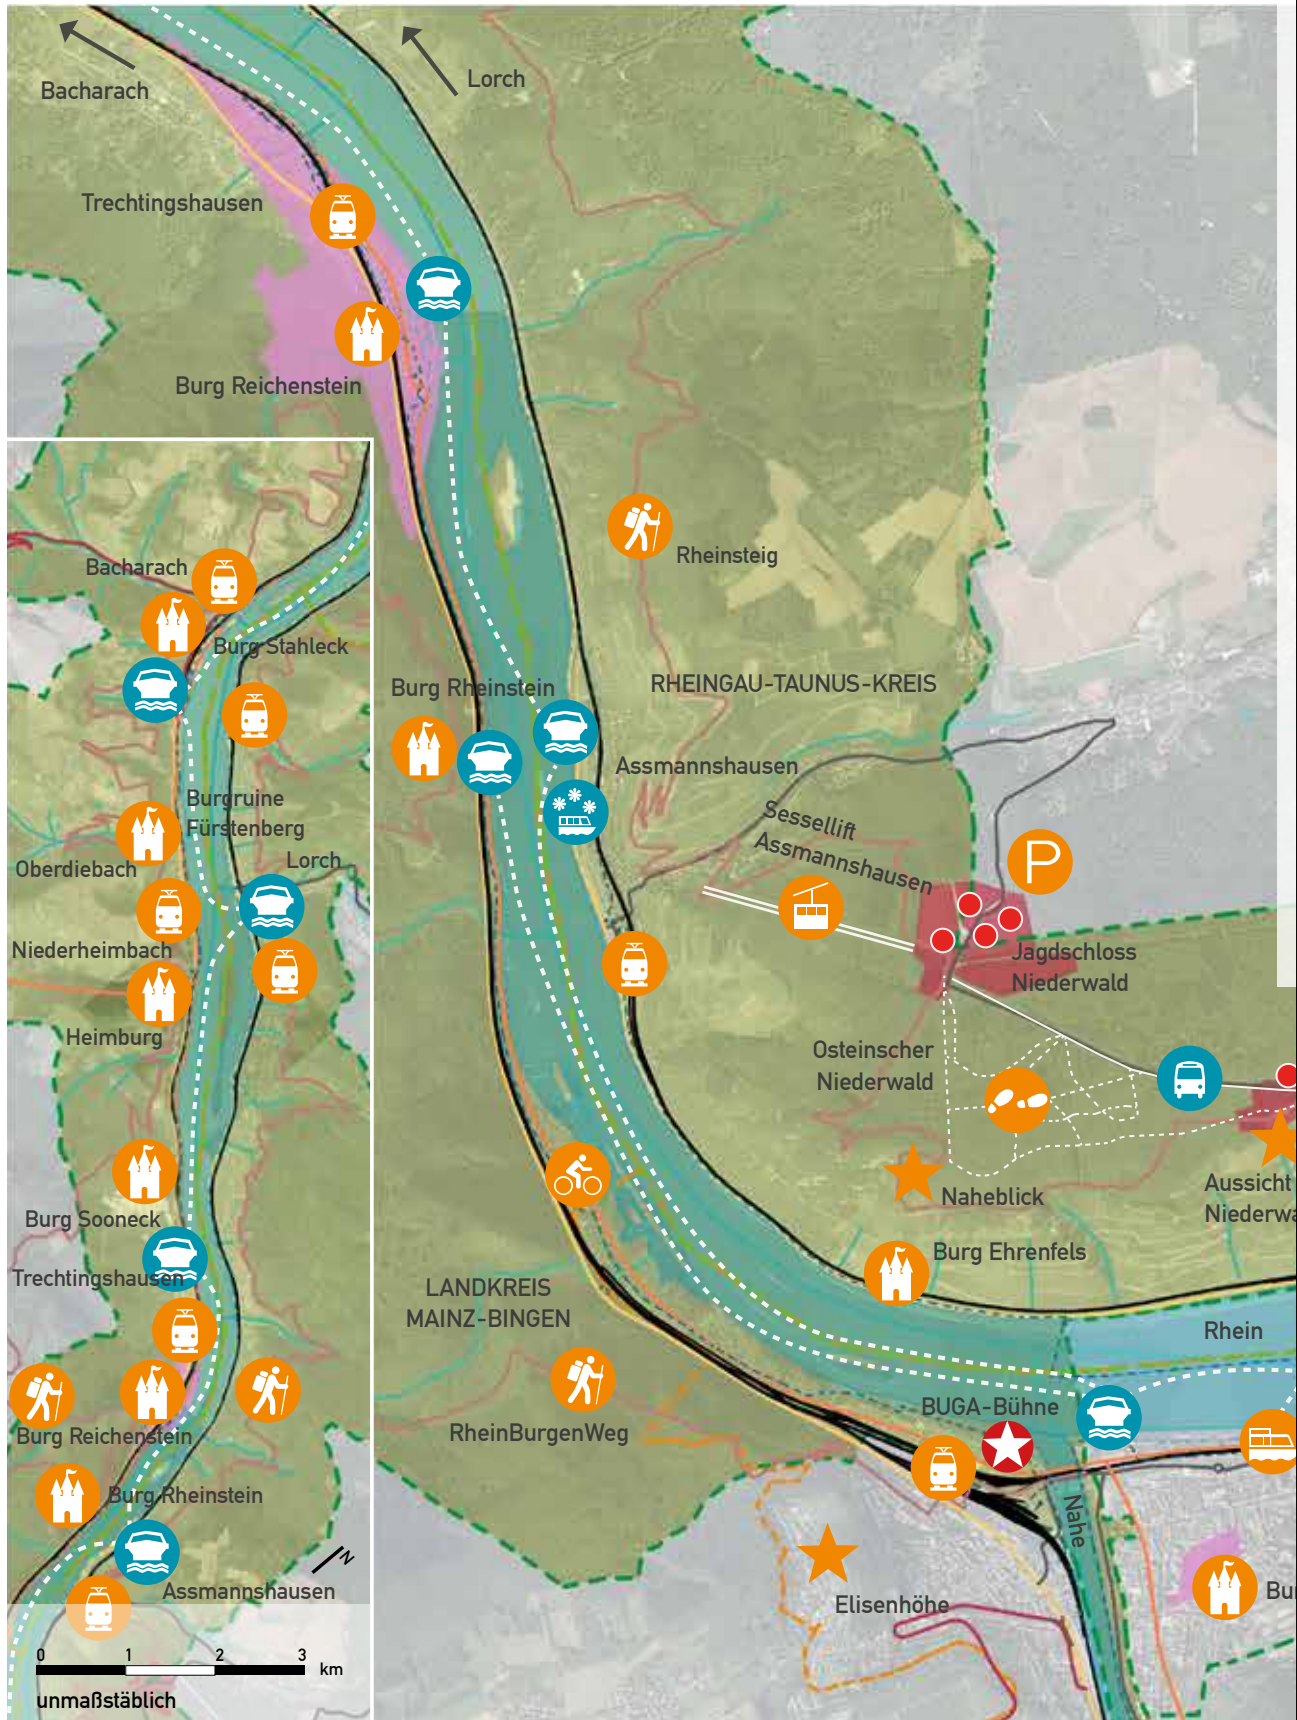 Bacharach
Lorch
Trechtingshausen
Burg Reichenstein
Rheinsteig
RHEINGAU-TAUNUS-KREIS
Burg Rheinstein
Assmannshausen
Sessellift
Assmannshausen
P
Jagdschloss
Niederwald
Osteinscher
Niederwald
Naheblick
Aussicht
Niederwa
Burg Ehrenfels
Rhein
LANDKREIS
MAINZ-BINGEN
RheinBurgenWeg
BUGA-Bühne
Nahe
Elisenhöhe
Bu
Bacharach
Burg Stahleck
Burgruine
Fürstenberg
Oberdiebach
Lorch
Niederheimbach
Heimburg
Burg Sooneck
Trechtingshausen
Burg Reichenstein
Burg Rheinstein
N
Assmannshausen
0 1 2 3 km
unmaßstäblich